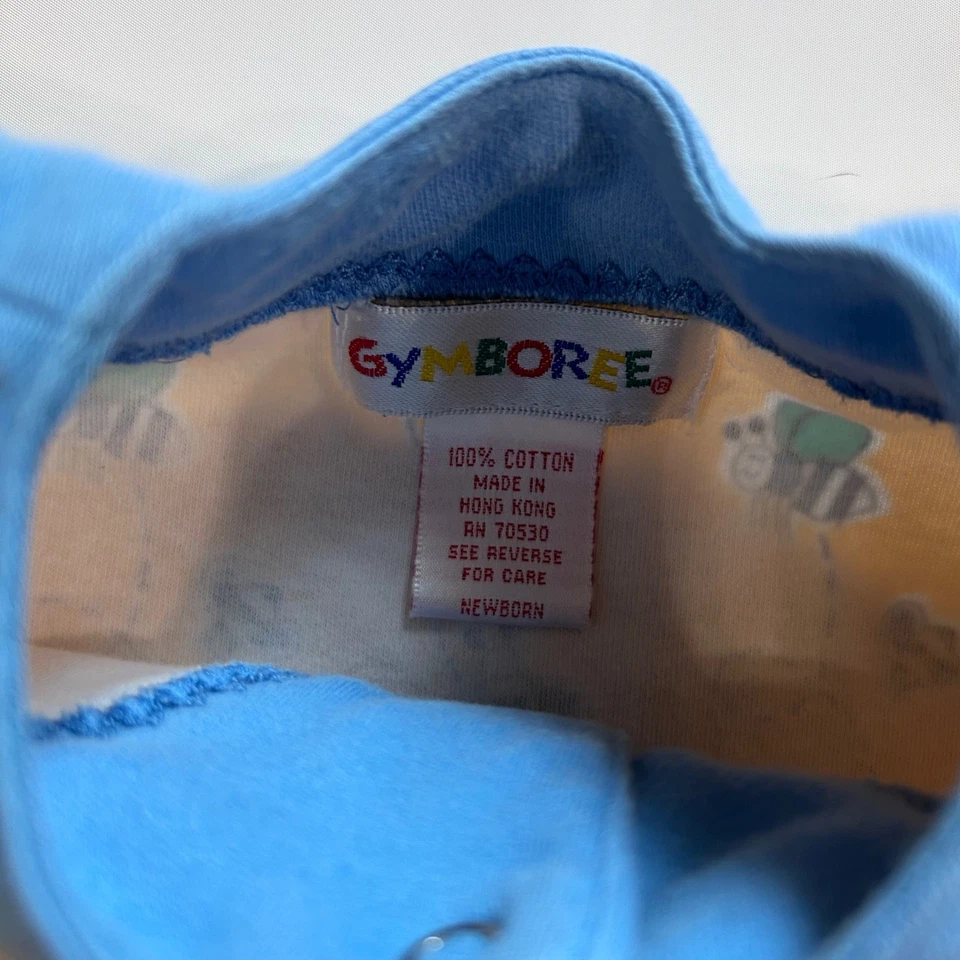 GYMBOREE®
100% COTTON
MADE IN
HONG KONG
RN 70530
SEE REVERSE
FOR CARE
NEWBORN